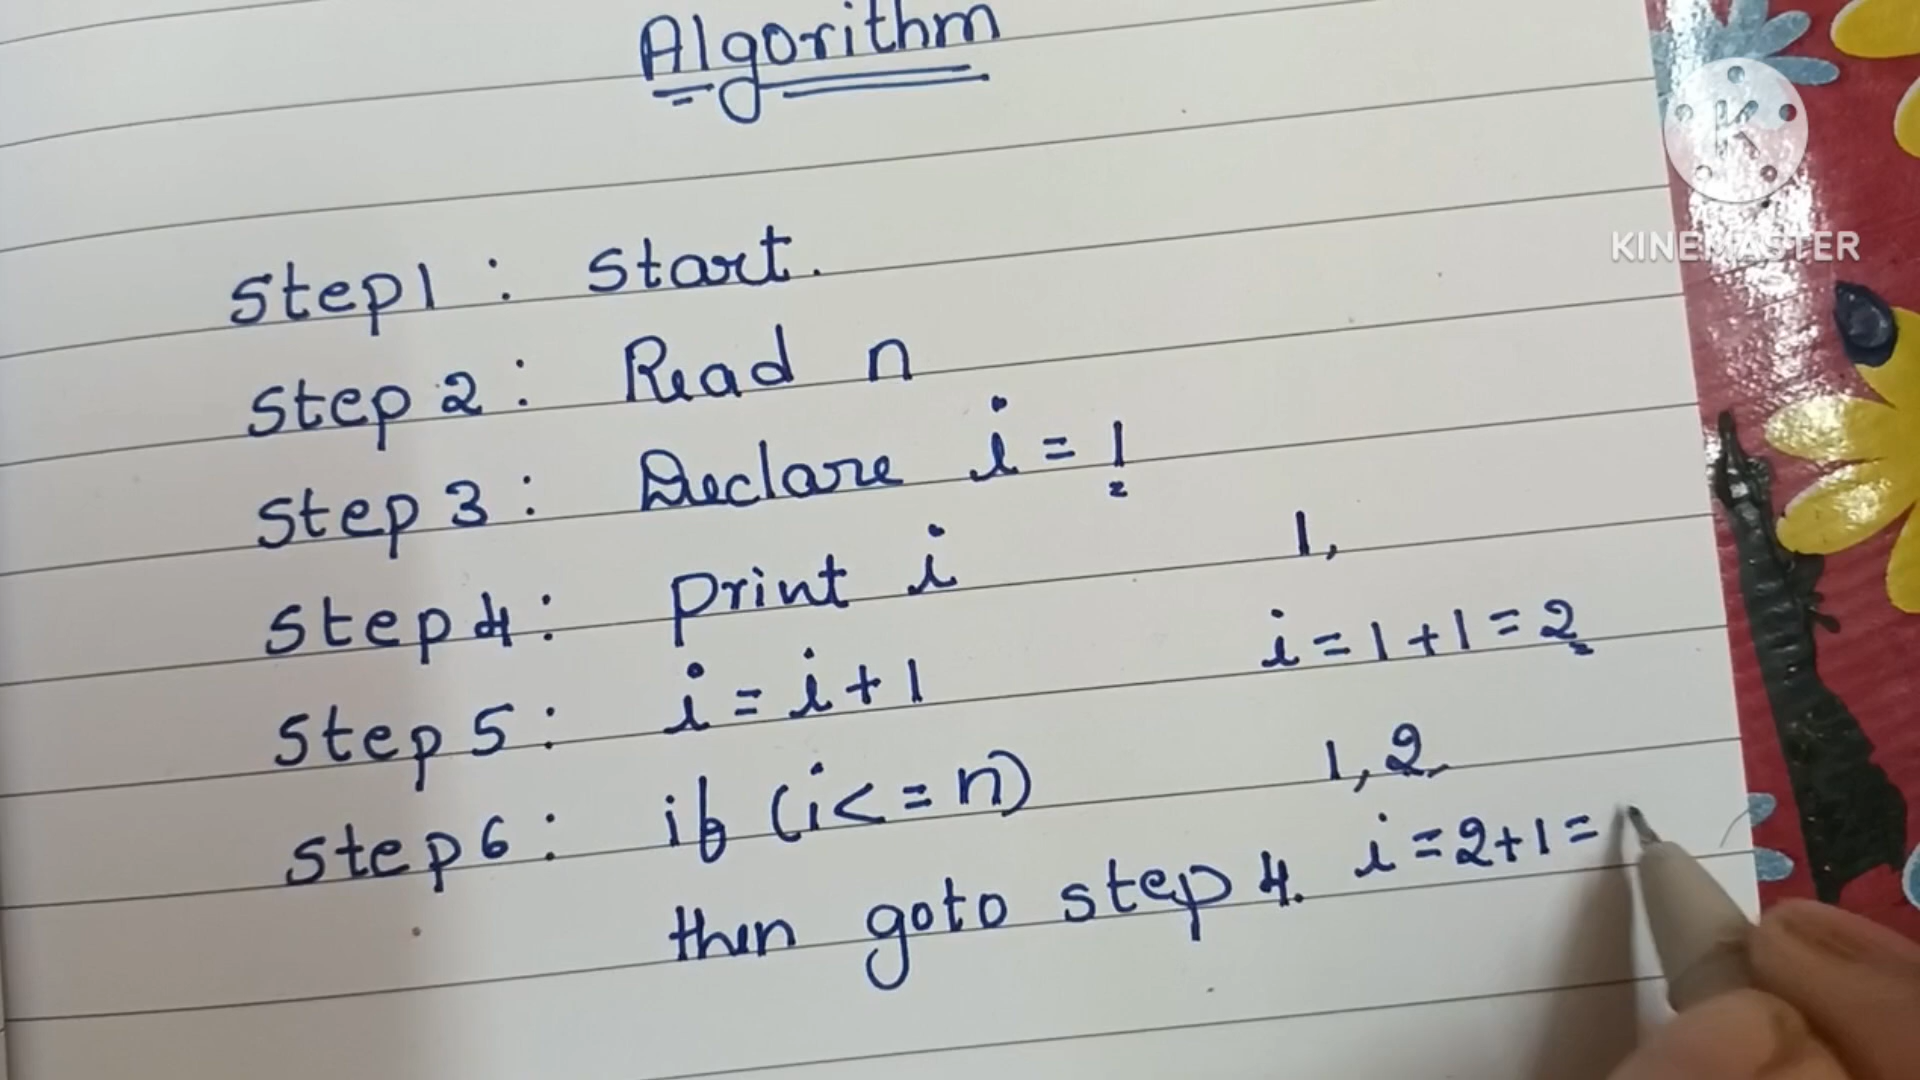 Algorithm
KINEMASTER
Step1 : Start.
Step 2 : Read n
Step 3 : Declare i = 1
Step 4 : Print i
1,
Step 5 : i = i + 1
i = 1 + 1 = 2
Step 6 : if (i < = n)
1, 2,
then goto step 4.
i = 2 + 1 =